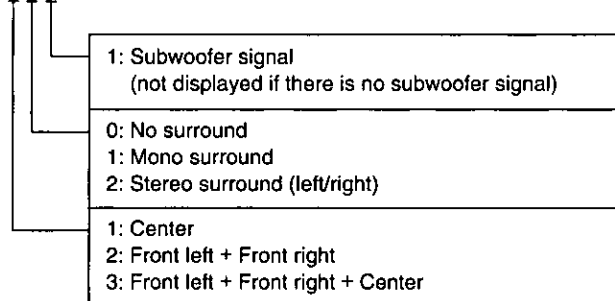 1: Subwoofer signal
(not displayed if there is no subwoofer signal)
0: No surround
1: Mono surround
2: Stereo surround (left/right)
1: Center
2: Front left + Front right
3: Front left + Front right + Center